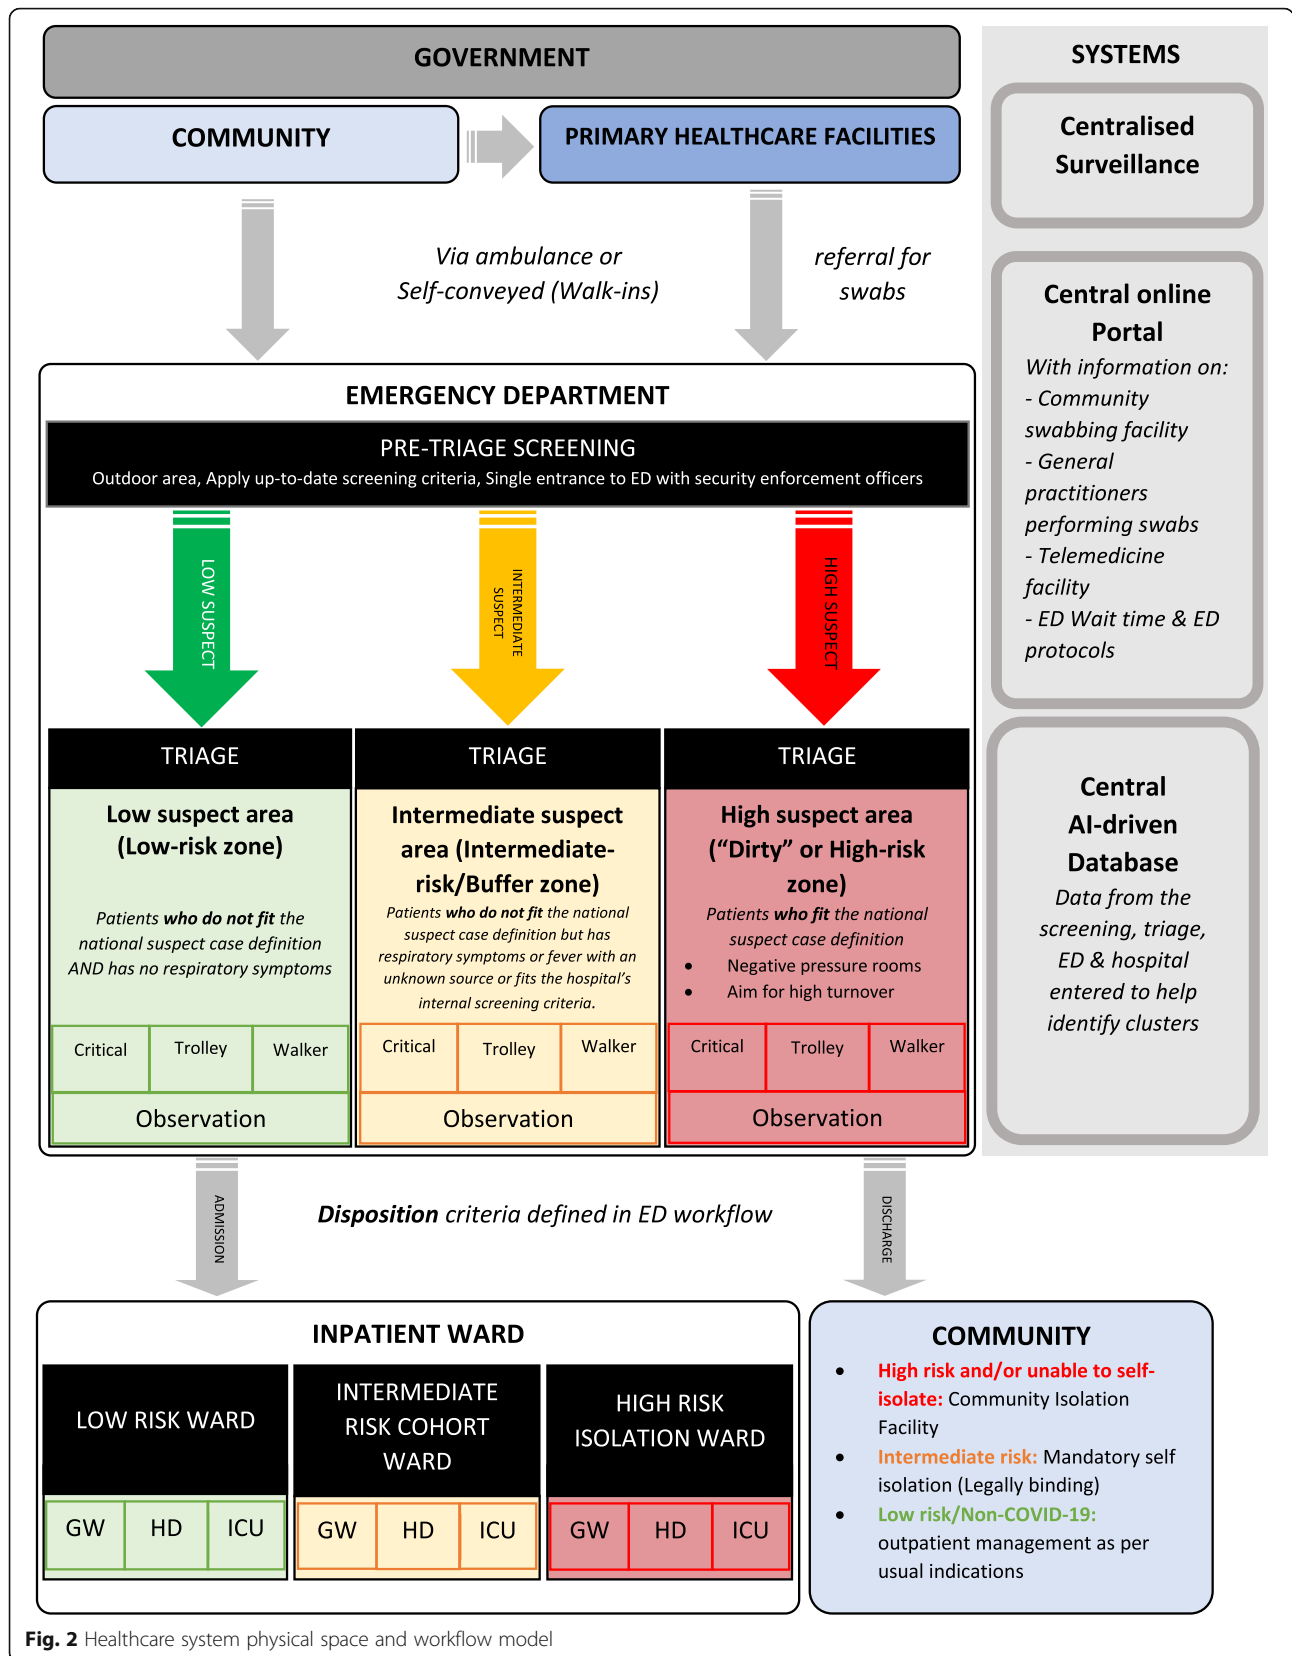 GOVERNMENT
COMMUNITY
PRIMARY HEALTHCARE FACILITIES
Via ambulance or
Self-conveyed (Walk-ins)
referral for
swabs
EMERGENCY DEPARTMENT
PRE-TRIAGE SCREENING
Outdoor area, Apply up-to-date screening criteria, Single entrance to ED with security enforcement officers
LOW SUSPECT
INTERMEDIATE
SUSPECT
HIGH SUSPECT
TRIAGE
Low suspect area
(Low-risk zone)
Patients who do not fit the
national suspect case definition
AND has no respiratory symptoms
Critical
Trolley
Walker
Observation
TRIAGE
Intermediate suspect
area (Intermediate-
risk/Buffer zone)
Patients who do not fit the national
suspect case definition but has
respiratory symptoms or fever with an
unknown source or fits the hospital's
internal screening criteria.
Critical
Trolley
Walker
Observation
TRIAGE
High suspect area
(“Dirty” or High-risk
zone)
Patients who fit the national
suspect case definition
• Negative pressure rooms
• Aim for high turnover
Critical
Trolley
Walker
Observation
SYSTEMS
Centralised
Surveillance
Central online
Portal
With information on:
- Community
swabbing facility
- General
practitioners
performing swabs
- Telemedicine
facility
- ED Wait time & ED
protocols
Central
AI-driven
Database
Data from the
screening, triage,
ED & hospital
entered to help
identify clusters
ADMISSION
Disposition criteria defined in ED workflow
DISCHARGE
INPATIENT WARD
LOW RISK WARD
GW
HD
ICU
INTERMEDIATE
RISK COHORT
WARD
GW
HD
ICU
HIGH RISK
ISOLATION WARD
GW
HD
ICU
COMMUNITY
• High risk and/or unable to self-
isolate: Community Isolation
Facility
• Intermediate risk: Mandatory self
isolation (Legally binding)
• Low risk/Non-COVID-19:
outpatient management as per
usual indications
Fig. 2 Healthcare system physical space and workflow model